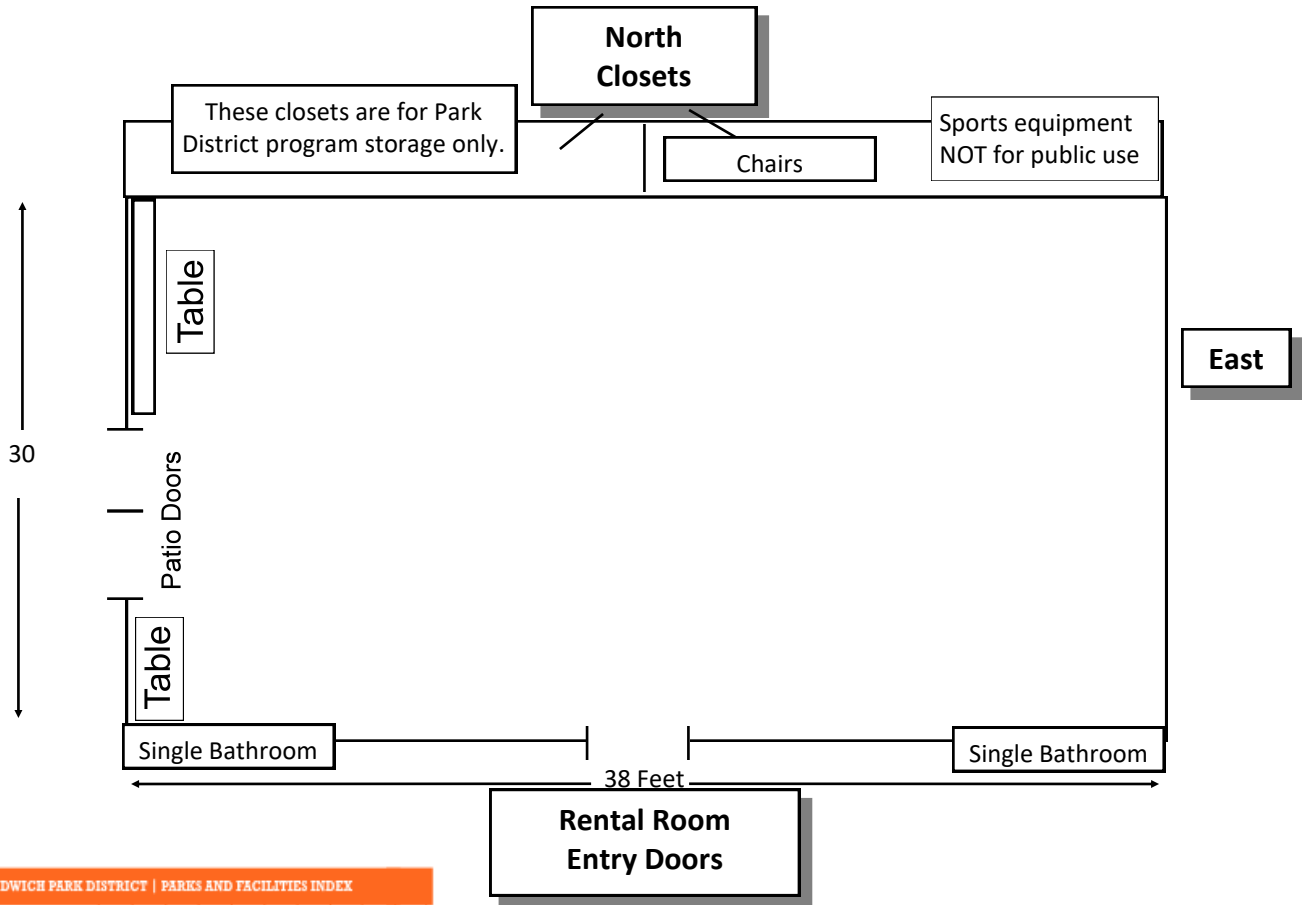 North
Closets
These closets are for Park
District program storage only.
Chairs
Sports equipment
NOT for public use
Table
East
30
Patio Doors
Table
Single Bathroom
Single Bathroom
38 Feet
Rental Room
Entry Doors
DWICH PARK DISTRICT | PARKS AND FACILITIES INDEX